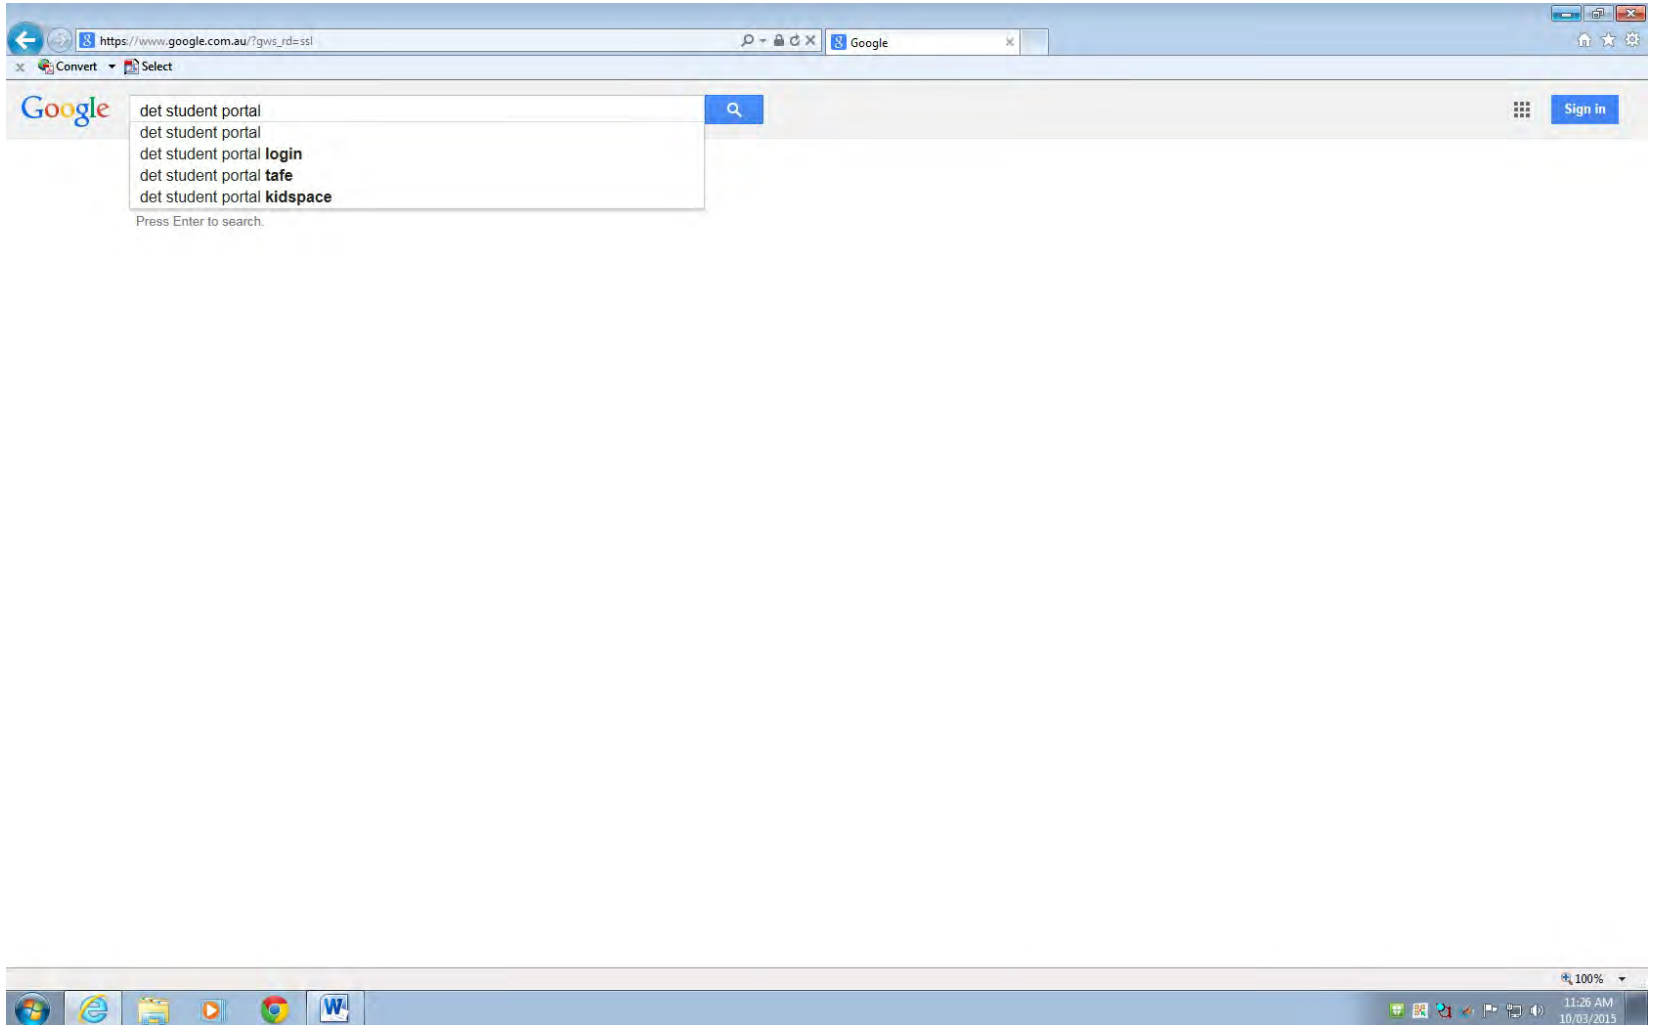 https://www.google.com.au/?gws_rd=ssl
Google
Convert
Select
Google
det student portal
Sign in
det student portal
det student portal login
det student portal tafe
det student portal kidspace
Press Enter to search.
100%
11:26 AM
10/03/2015